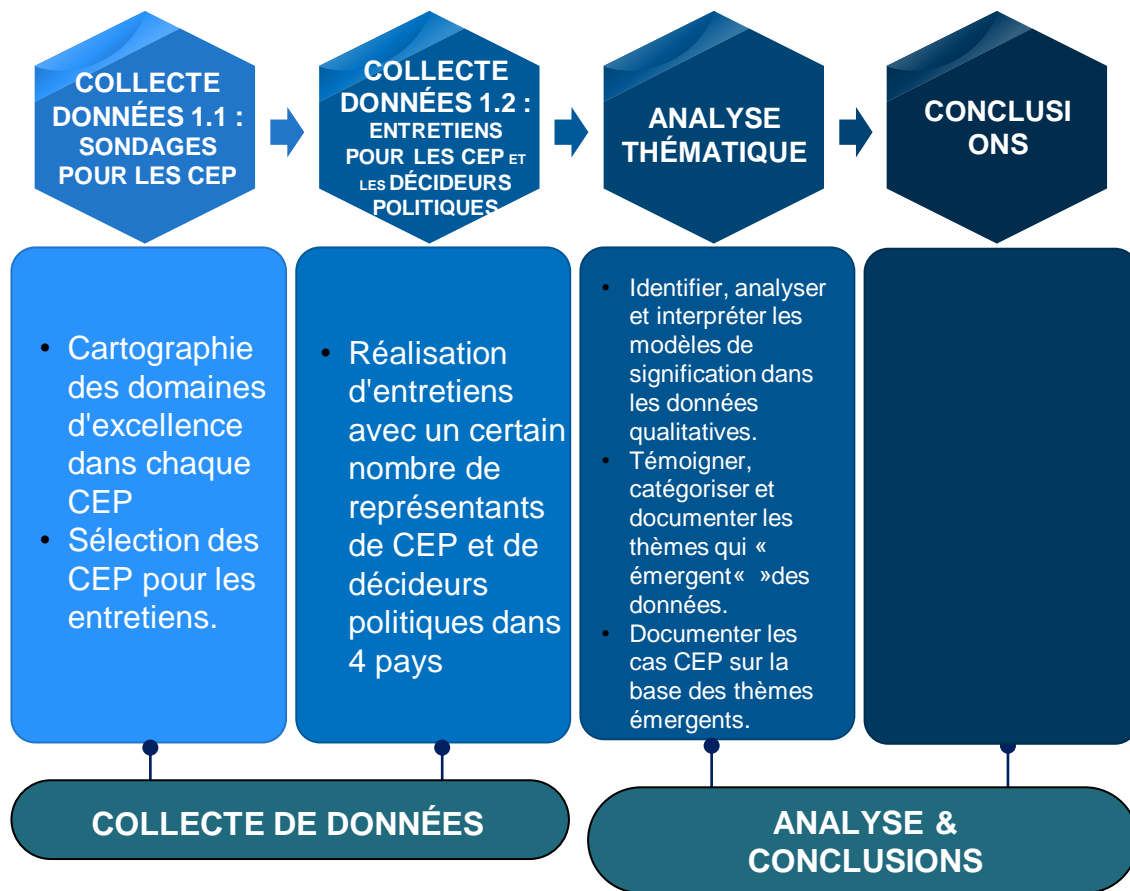 COLLECTE
DONNÉES 1.1 :
SONDAGES
POUR LES CEP
COLLECTE
DONNÉES 1.2 :
ENTRETIENS
POUR LES CEP ET
LES DÉCIDEURS
POLITIQUES
ANALYSE
THÉMATIQUE
CONCLUSI
ONS
• Cartographie
des domaines
d'excellence
dans chaque
CEP
• Sélection des
CEP pour les
entretiens.
• Réalisation
d'entretiens
avec un certain
nombre de
représentants
de CEP et de
décideurs
politiques dans
4 pays
• Identifier, analyser
et interpréter les
modèles de
signification dans
les données
qualitatives.
• Témoigner,
catégoriser et
documenter les
thèmes qui «
émergent« »des
données.
• Documenter les
cas CEP sur la
base des thèmes
émergents.
COLLECTE DE DONNÉES
ANALYSE &
CONCLUSIONS